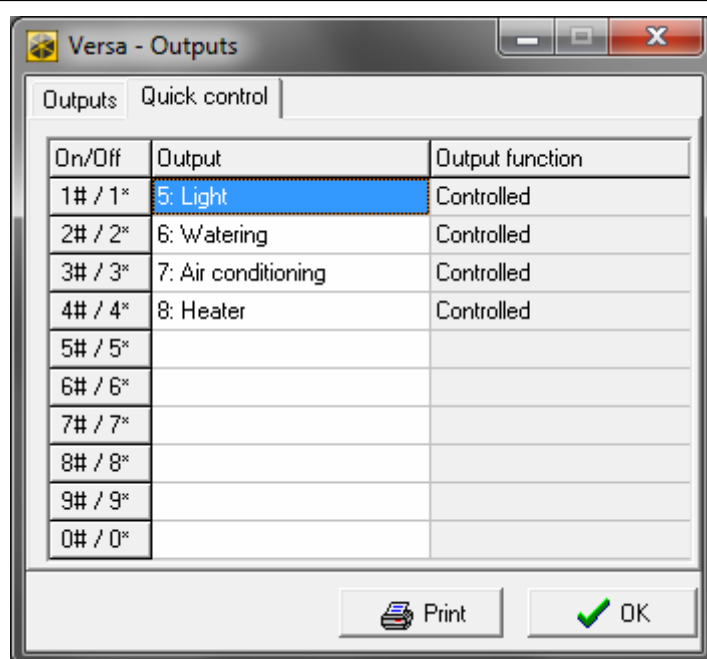 Versa - Outputs
Outputs Quick control
On/Off Output Output function
1# / 1* 5: Light Controlled
2# / 2* 6: Watering Controlled
3# / 3* 7: Air conditioning Controlled
4# / 4* 8: Heater Controlled
5# / 5*
6# / 6*
7# / 7*
8# / 8*
9# / 9*
0# / 0*
Print OK